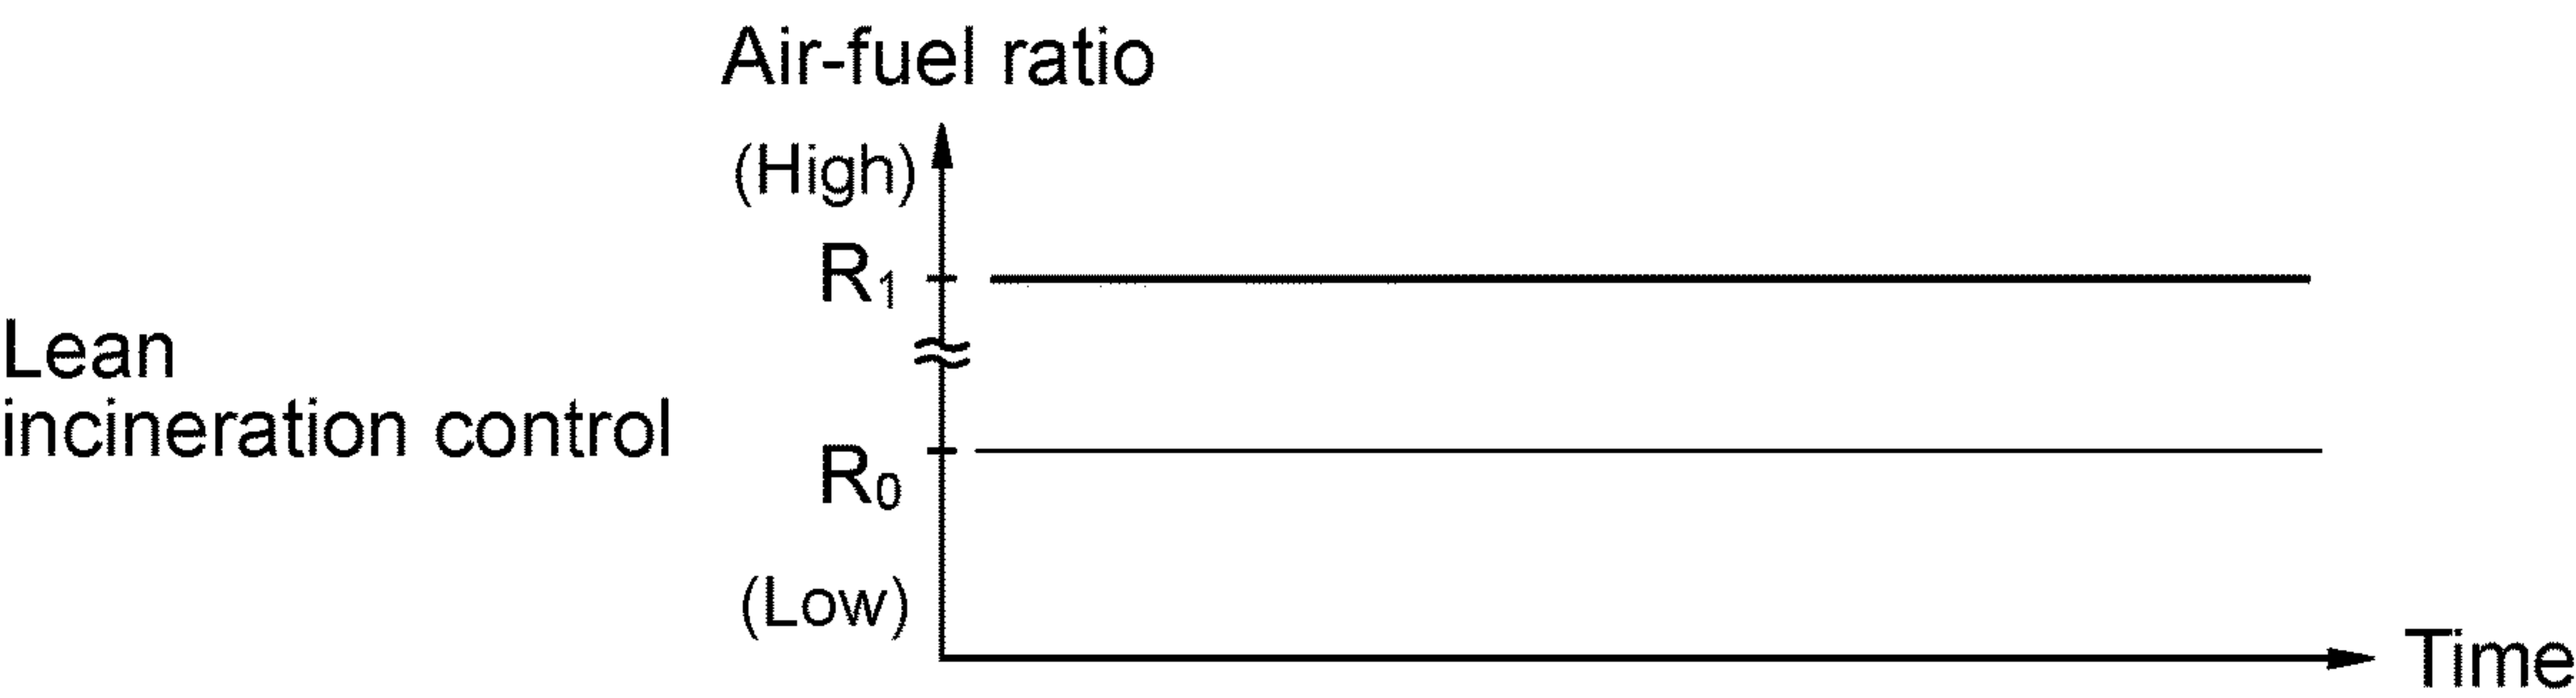 Air-fuel ratio
(High)
R₁
Lean
incineration control
R₀
(Low)
Time